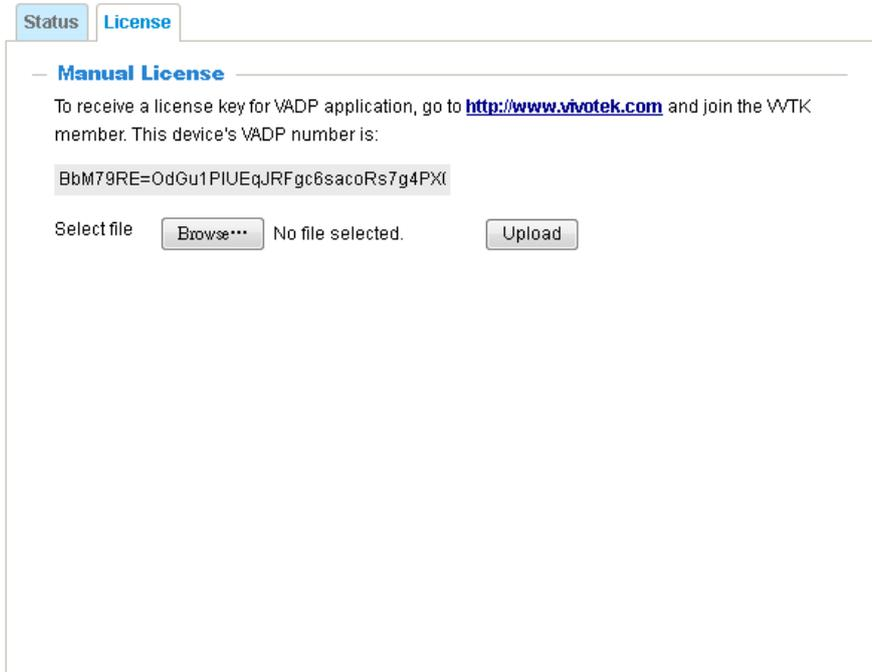 Status License
Manual License
To receive a license key for VADP application, go to http://www.vivotek.com and join the VVTK
member. This device's VADP number is:
BbM79RE=OdGu1PIUEqJRFgc6sacoRs7g4PX(
Select file Browse··· No file selected. Upload